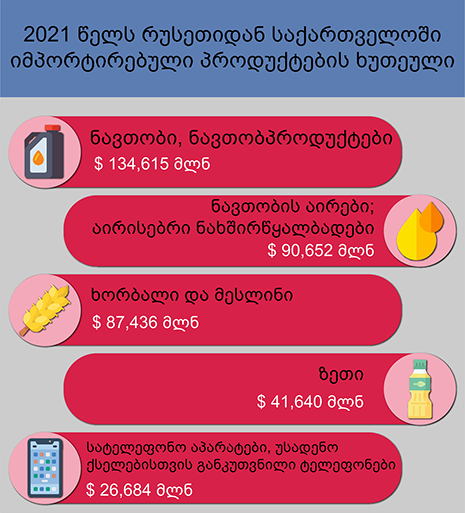 2021 წელს რუსეთიდან საქართველოში
იმპორტირებული პროდუქტების ხუთეული
ნავთობი, ნავთობპროდუქტები
$ 134,615 მლნ
ნავთობის აირები;
აირისებრი ნახშირწყალბადები
$ 90,652 მლნ
ხორბალი და მესლინი
$ 87,436 მლნ
ზეთი
$ 41,640 მლნ
სატელეფონო აპარატები, უსადენო
ქსელებისთვის განკუთვნილი ტელეფონები
$ 26,684 მლნ